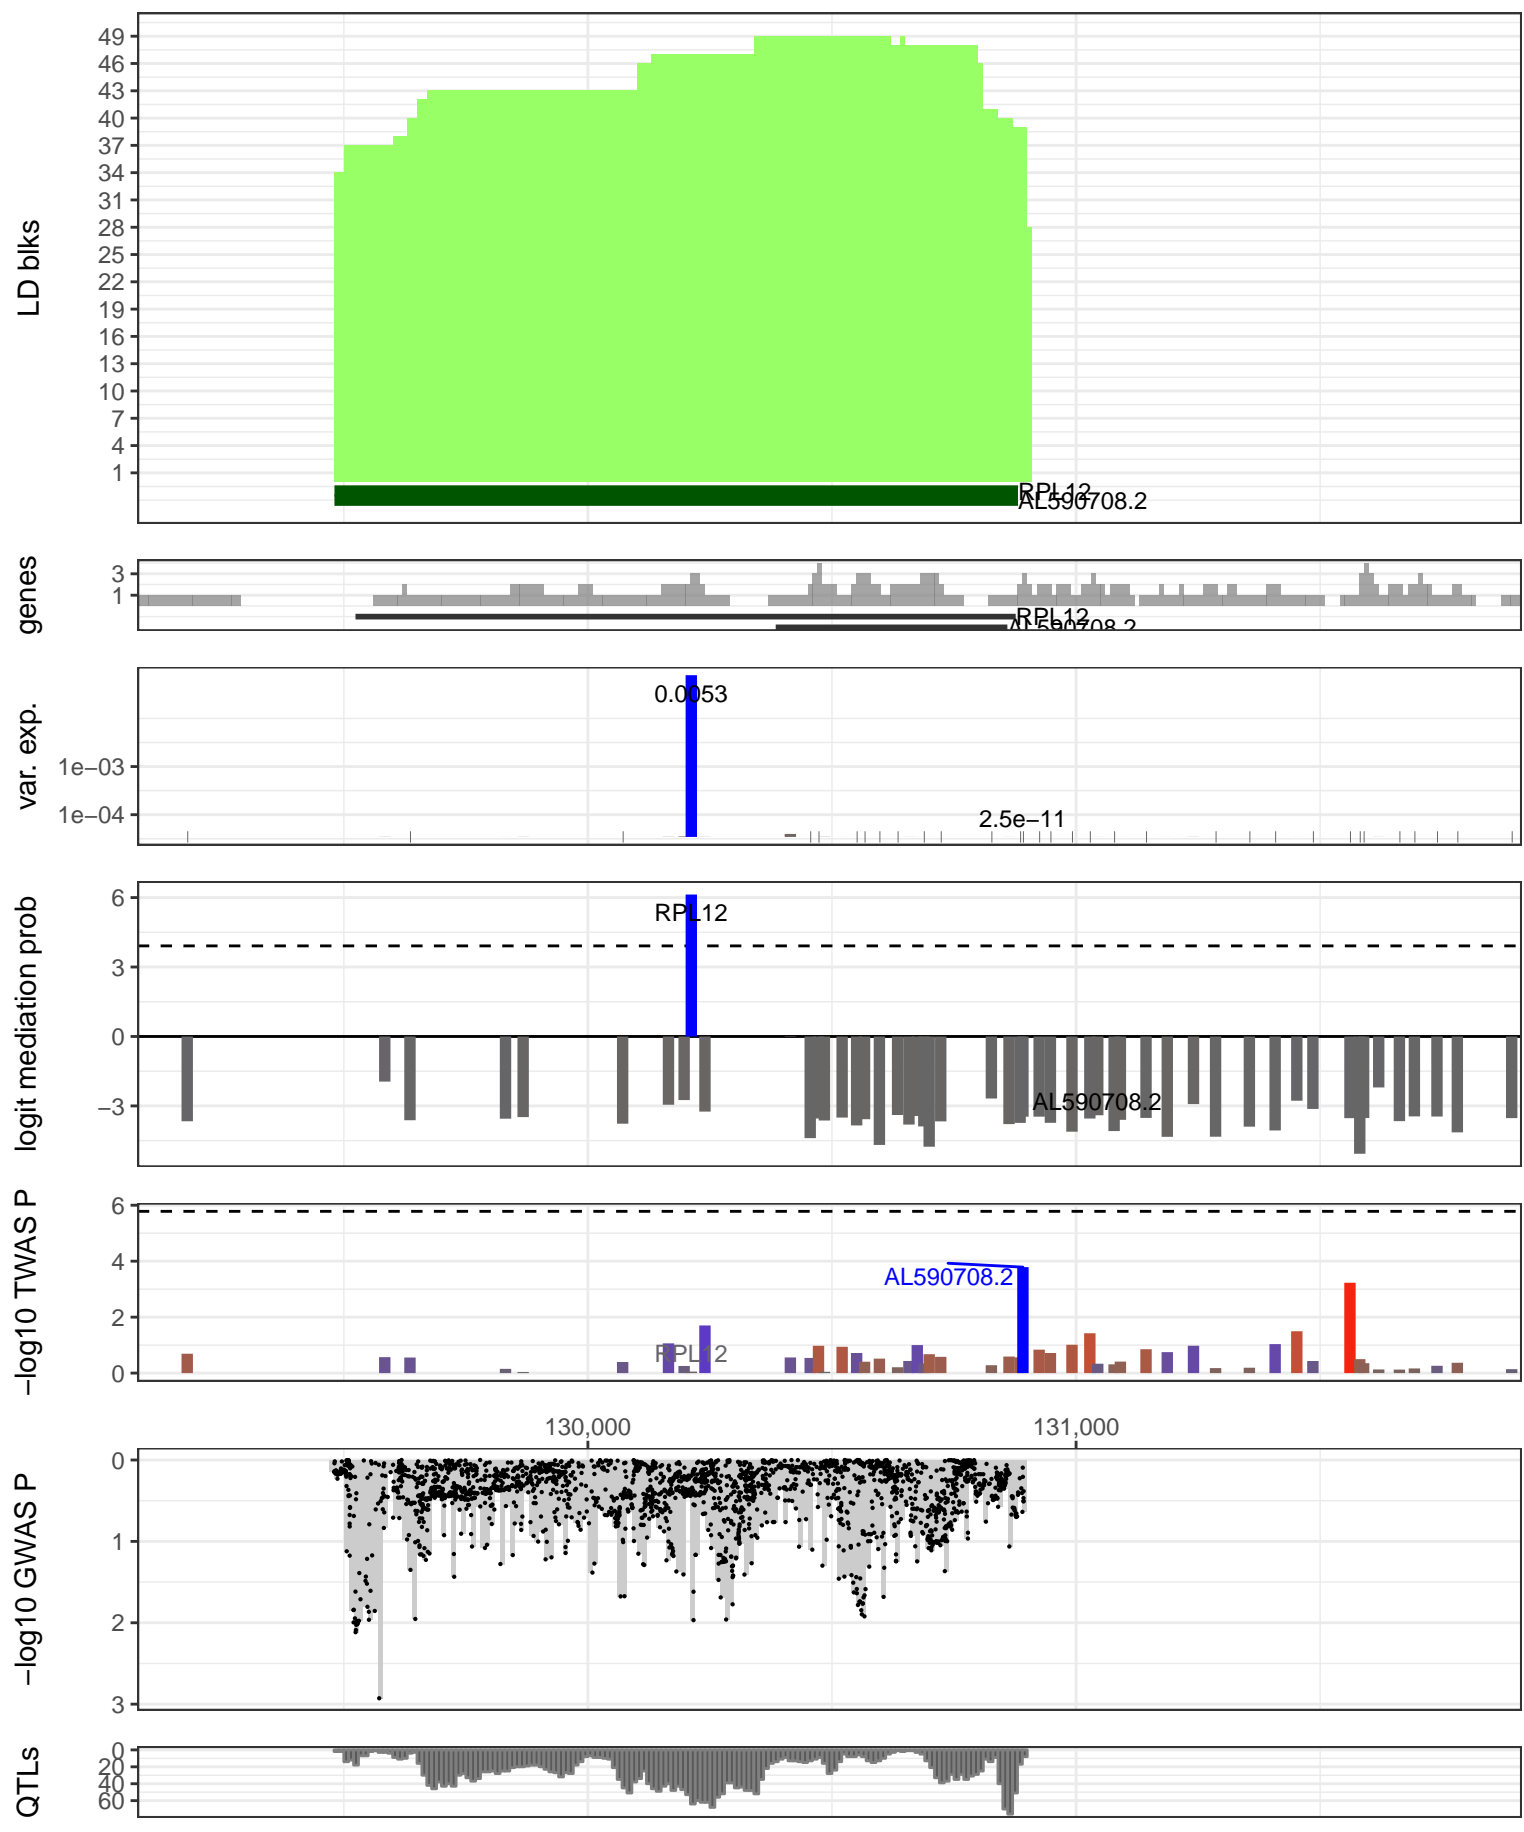 LD blks
49
46
43
40
37
34
31
28
25
22
19
16
13
10
7
4
1
RPL12
AL590708.2
genes
3
1
RPL12
AL590708.2
var. exp.
1e−03
1e−04
0.0053
2.5e−11
logit mediation prob
6
3
0
−3
RPL12
AL590708.2
−log10 TWAS P
6
4
2
0
AL590708.2
RPL12
130,000
131,000
−log10 GWAS P
0
1
2
3
QTLs
0
20
40
60